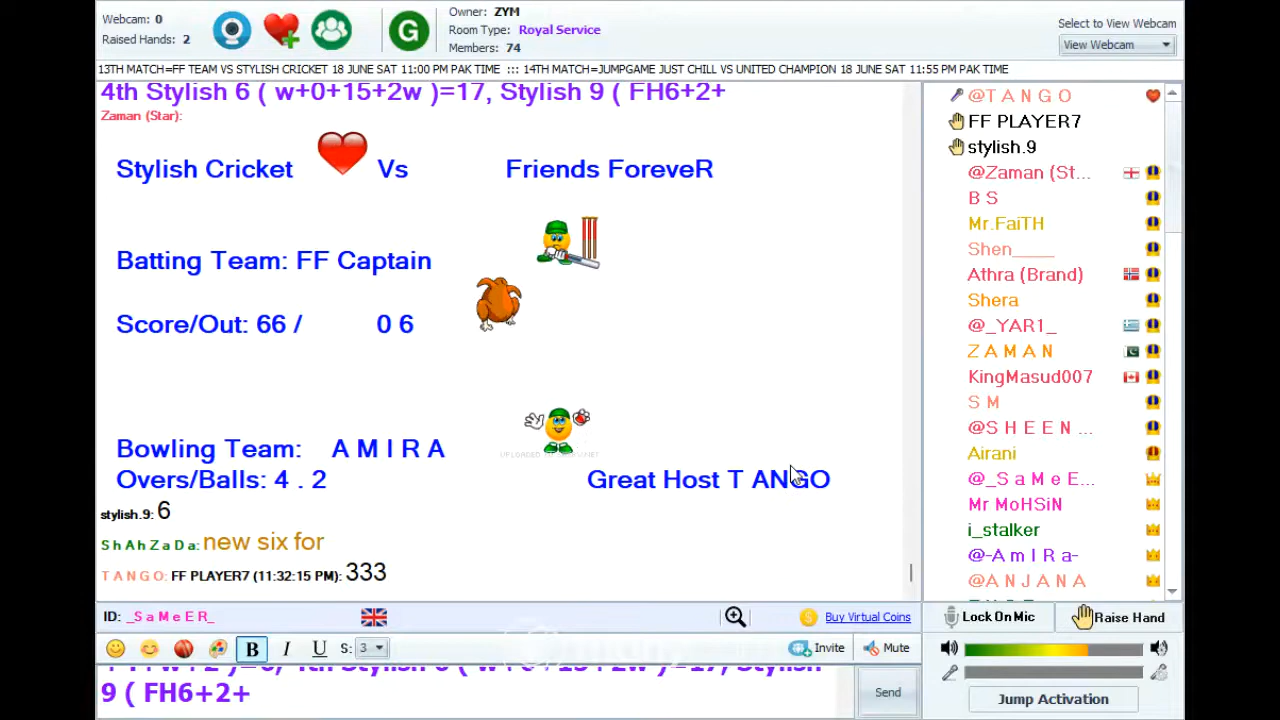 Webcam: 0
Raised Hands: 2
G
Owner: ZYM
Room Type: Royal Service
Members: 74
Select to View Webcam
View Webcam
13TH MATCH=FF TEAM VS STYLISH CRICKET 18 JUNE SAT 11:00 PM PAK TIME ::: 14TH MATCH=JUMPGAME JUST CHILL VS UNITED CHAMPION 18 JUNE SAT 11:55 PM PAK TIME
4th Stylish 6 ( w+0+15+2w )=17, Stylish 9 ( FH6+2+
Zaman (Star):
Stylish Cricket Vs Friends ForeveR
Batting Team: FF Captain
Score/Out: 66 / 0 6
Bowling Team: A M I R A
Overs/Balls: 4 . 2 Great Host T ANGO
stylish.9: 6
S h A h Z a D a: new six for
T A N G O: FF PLAYER7 (11:32:15 PM): 333
@T A N G O
FF PLAYER7
stylish.9
@Zaman (St...
B S
Mr.FaiTH
Shen____
Athra (Brand)
Shera
@_YAR1_
Z A M A N
KingMasud007
S M
@S H E E N ...
Airani
@_S a M e E...
Mr MoHSiN
i_stalker
@-A m I R a-
@A N J A N A
ID: _S a M e E R_
Buy Virtual Coins
Lock On Mic
Raise Hand
B I U S: 3
Invite
Mute
9 ( FH6+2+
Send
Jump Activation